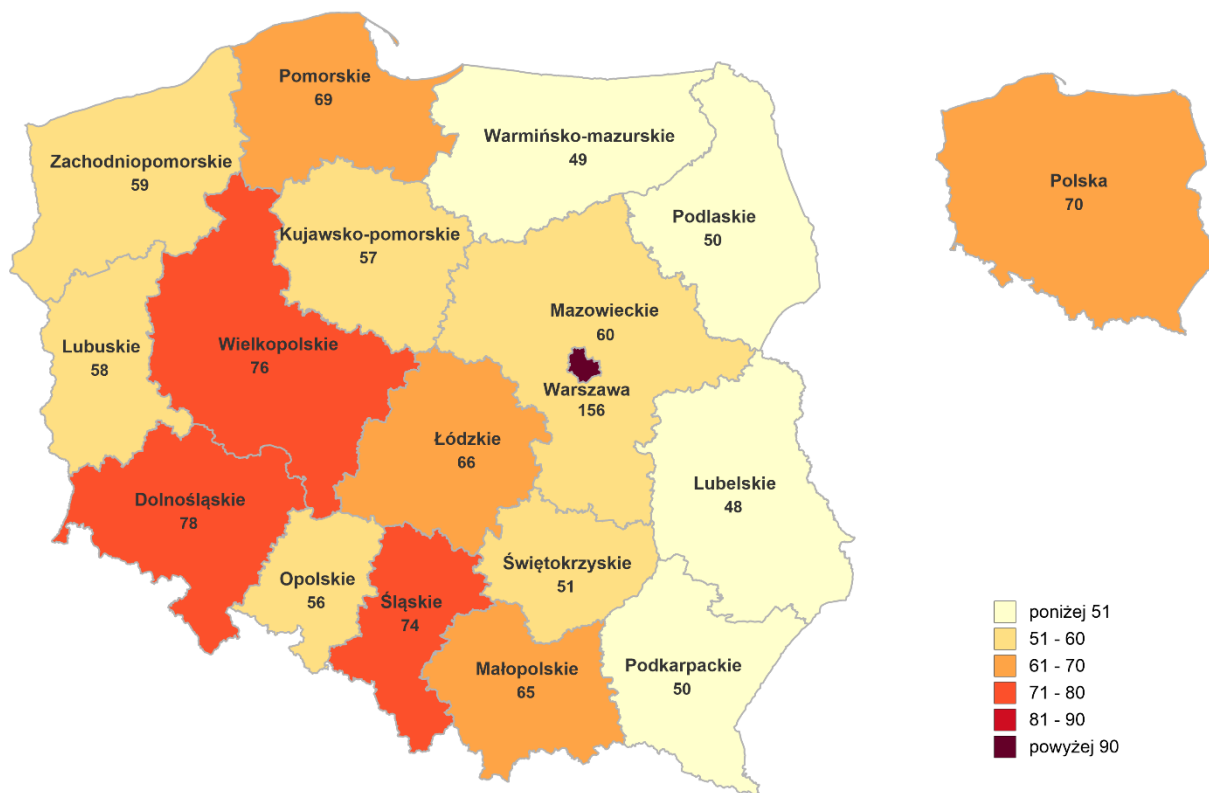 Pomorskie
69
Warmińsko-mazurskie
49
Zachodniopomorskie
59
Podlaskie
50
Kujawsko-pomorskie
57
Mazowieckie
60
Lubuskie
58
Wielkopolskie
76
Warszawa
156
Łódzkie
66
Lubelskie
48
Dolnośląskie
78
Świętokrzyskie
51
Opolskie
56
Śląskie
74
Małopolskie
65
Podkarpackie
50
Polska
70
poniżej 51
51 - 60
61 - 70
71 - 80
81 - 90
powyżej 90